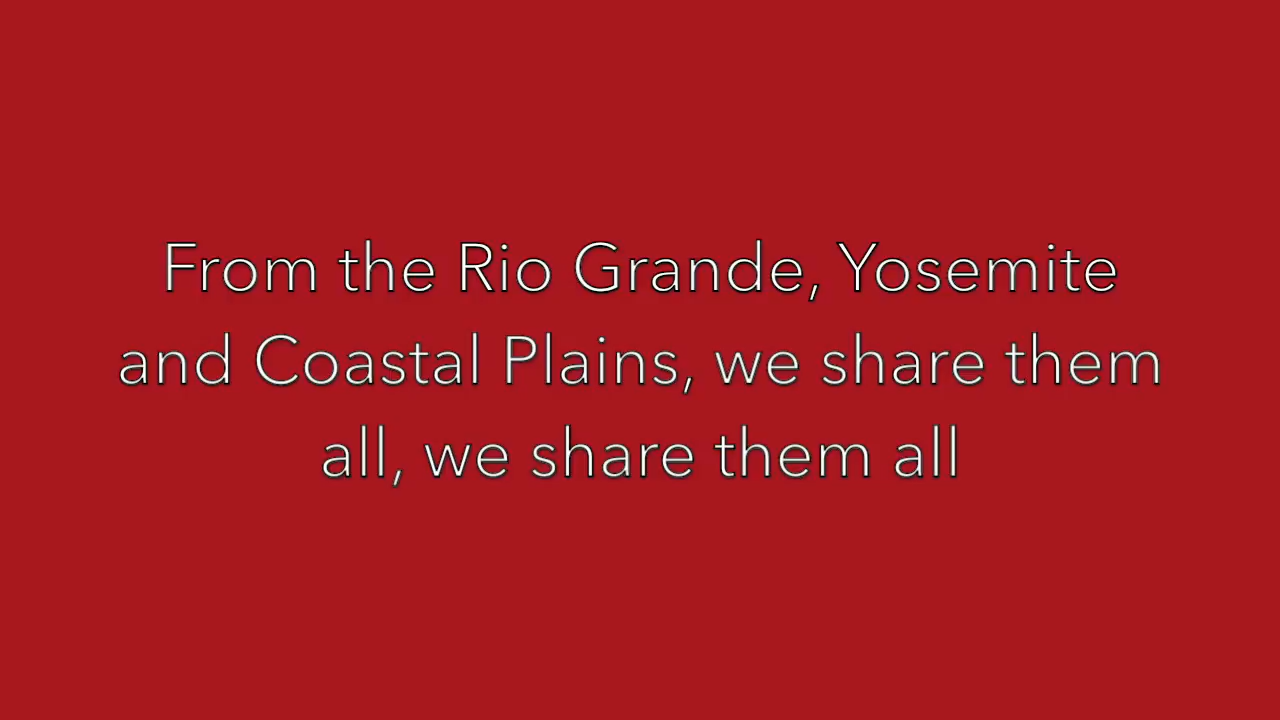 From the Rio Grande, Yosemite
and Coastal Plains, we share them
all, we share them all